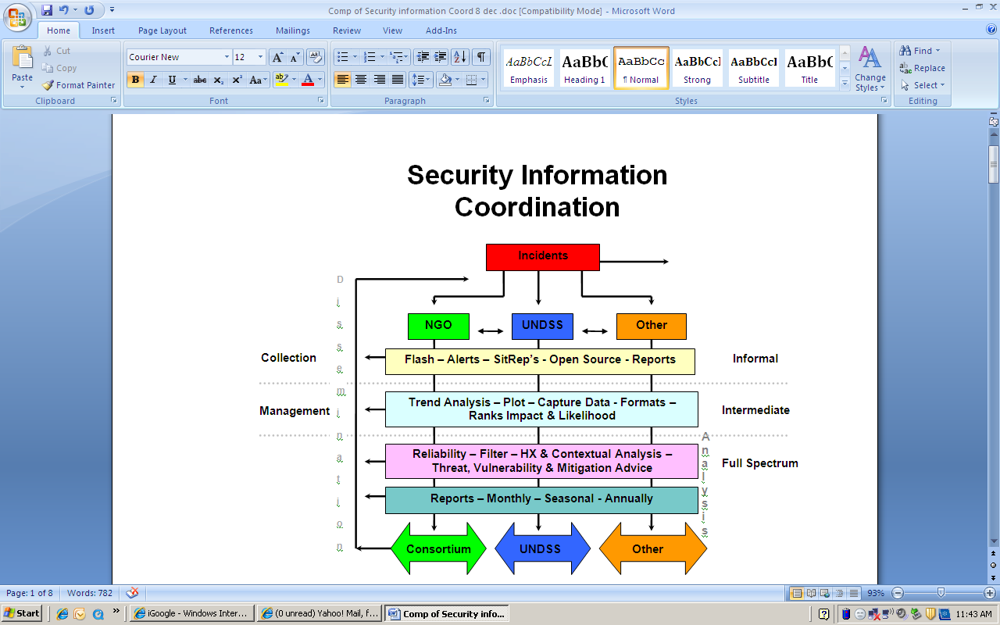 Comp of Security information Coord 8 dec .doc [Compatibility Mode] - Microsoft Word
Home Insert Page Layout References Mailings Review View Add-Ins
Paste
Cut
Copy
Format Painter
Clipboard
Courier New 12
B I U abc x₂ x² Aa
Font
Paragraph
AaBbCcI AaBbC AaBbCc AaBbCcI AaBbCcI AaBbC
Emphasis Heading 1 ¶ Normal Strong Subtitle Title
Change
Styles
Styles
Find
Replace
Select
Editing
Security Information
Coordination
Incidents
Dissemination
NGO UNDSS Other
Collection
Flash – Alerts – SitRep's - Open Source - Reports
Informal
Management
Trend Analysis – Plot – Capture Data - Formats –
Ranks Impact & Likelihood
Intermediate
Analysis
Reliability – Filter – HX & Contextual Analysis –
Threat, Vulnerability & Mitigation Advice
Full Spectrum
Reports – Monthly – Seasonal - Annually
Consortium UNDSS Other
Page: 1 of 8 Words: 782
93%
Start
iGoogle - Windows Inter...
(0 unread) Yahoo! Mail, f...
Comp of Security info...
11:43 AM